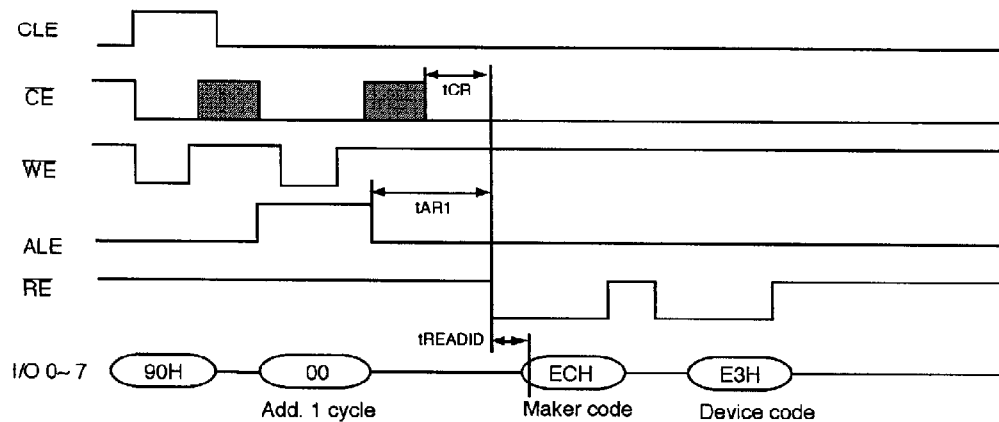 CLE
CE
tCR
WE
tAR1
ALE
RE
tREADID
I/O 0~ 7
90H
00
ECH
E3H
Add. 1 cycle
Maker code
Device code